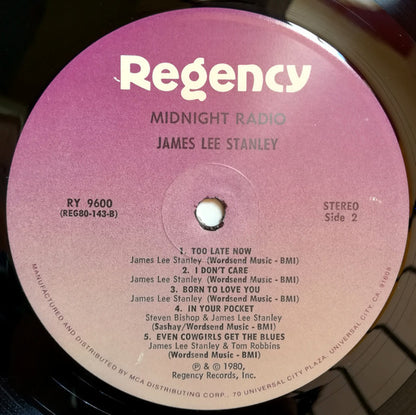 Regency
MIDNIGHT RADIO
JAMES LEE STANLEY
RY 9600
(REG80-143-B)
STEREO
Side 2
1. TOO LATE NOW
James Lee Stanley (Wordsend Music - BMI)
2. I DON'T CARE
James Lee Stanley (Wordsend Music - BMI)
3. BORN TO LOVE YOU
James Lee Stanley (Wordsend Music - BMI)
4. IN YOUR POCKET
Steven Bishop & James Lee Stanley
(Sashay/Wordsend Music - BMI)
5. EVEN COWGIRLS GET THE BLUES
James Lee Stanley & Tom Robbins
(Wordsend Music - BMI)
℗ & © 1980,
Regency Records, Inc.
MANUFACTURED AND DISTRIBUTED BY MCA DISTRIBUTING CORP., 70 UNIVERSAL CITY PLAZA, UNIVERSAL CITY, CA. 91608